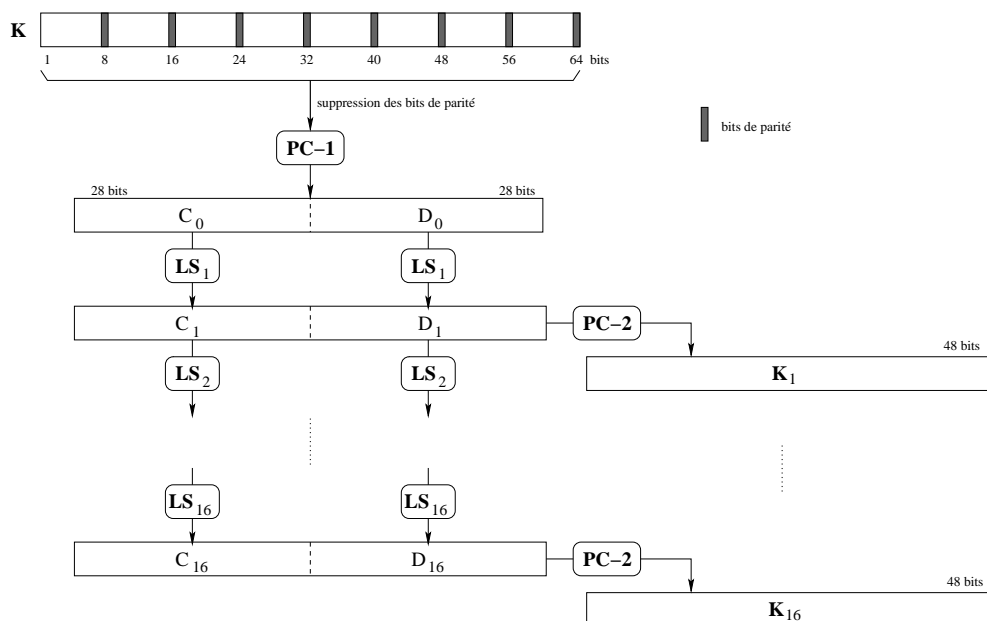 K
1 8 16 24 32 40 48 56 64 bits
suppression des bits de parité
bits de parité
PC−1
28 bits 28 bits
C0 D0
LS1 LS1
C1 D1 PC−2
48 bits
LS2 LS2
K1
LS16 LS16
C16 D16 PC−2
48 bits
K16